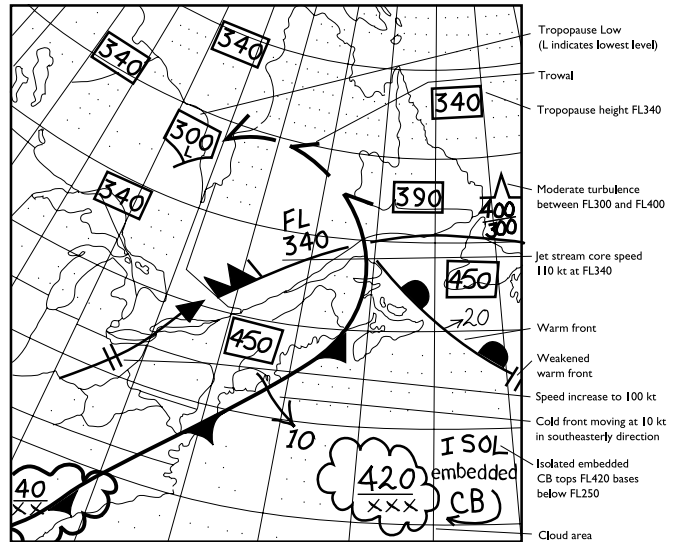 340
340
340
300
L
340
390
400
300
FL
340
450
→20
450
10
40
XX
420
XXX
ISOL
embedded
CB
Tropopause Low
(L indicates lowest level)
Trowal
Tropopause height FL340
Moderate turbulence
between FL300 and FL400
Jet stream core speed
110 kt at FL340
Warm front
Weakened
warm front
Speed increase to 100 kt
Cold front moving at 10 kt
in southeasterly direction
Isolated embedded
CB tops FL420 bases
below FL250
Cloud area